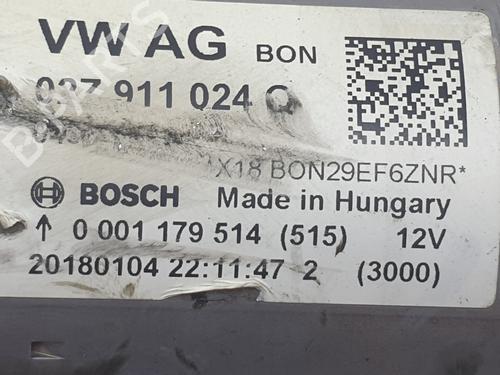 VW AG BON
911 024
X18 BON29EF6ZNR*
BOSCH Made in Hungary
↑ 0 001 179 514 (515) 12V
20180104 22:11:47 2 (3000)